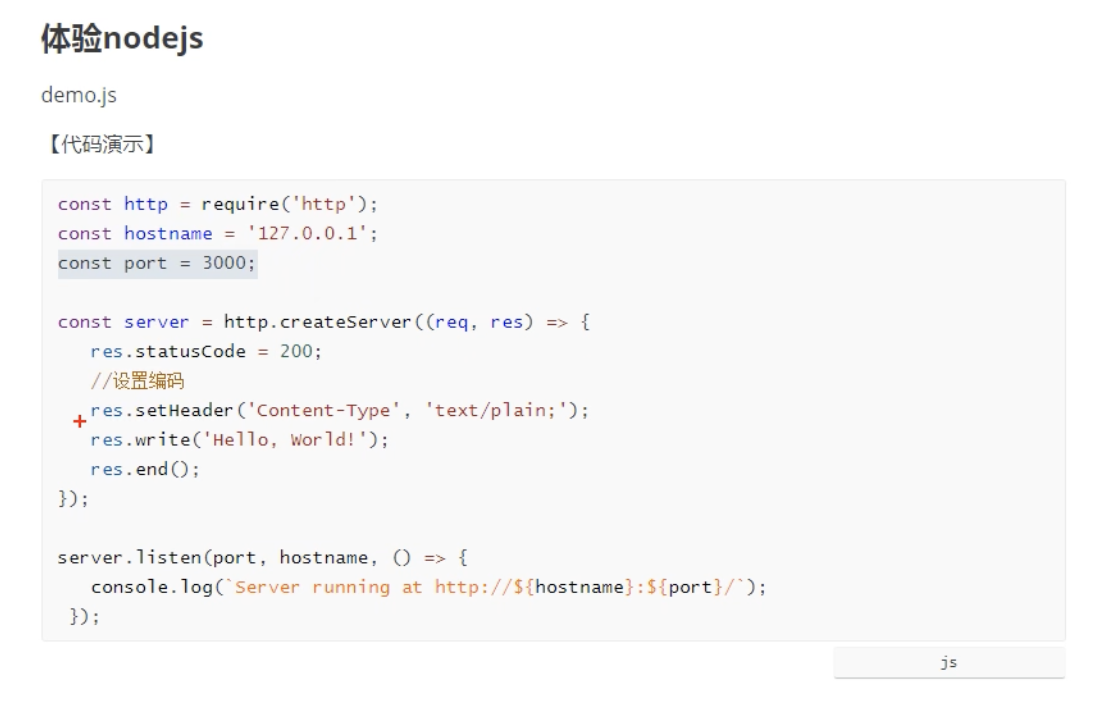 体验nodejs
demo.js
【代码演示】
const http = require('http');
const hostname = '127.0.0.1';
const port = 3000;
const server = http.createServer((req, res) => {
res.statusCode = 200;
//设置编码
res.setHeader('Content-Type', 'text/plain;');
res.write('Hello, World!');
res.end();
});
server.listen(port, hostname, () => {
console.log(`Server running at http://${hostname}:${port}/`);
});
js